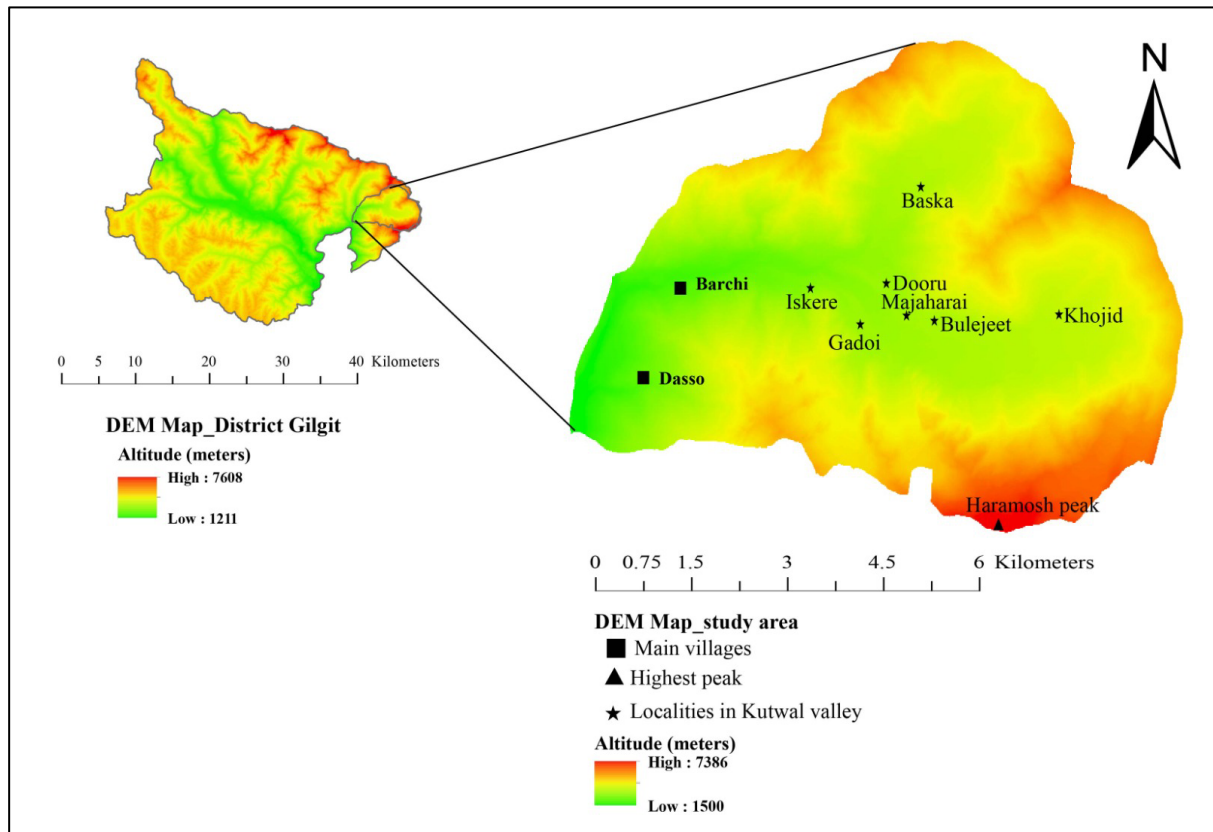 N
Baska
Barchi
Iskere
Dooru
Majaharai
Gadoi
Bulejeet
Khojid
Dasso
Haramosh peak
0 5 10 20 30 40 Kilometers
DEM Map_District Gilgit
Altitude (meters)
High : 7608
Low : 1211
0 0.75 1.5 3 4.5 6 Kilometers
DEM Map_study area
Main villages
Highest peak
Localities in Kutwal valley
Altitude (meters)
High : 7386
Low : 1500